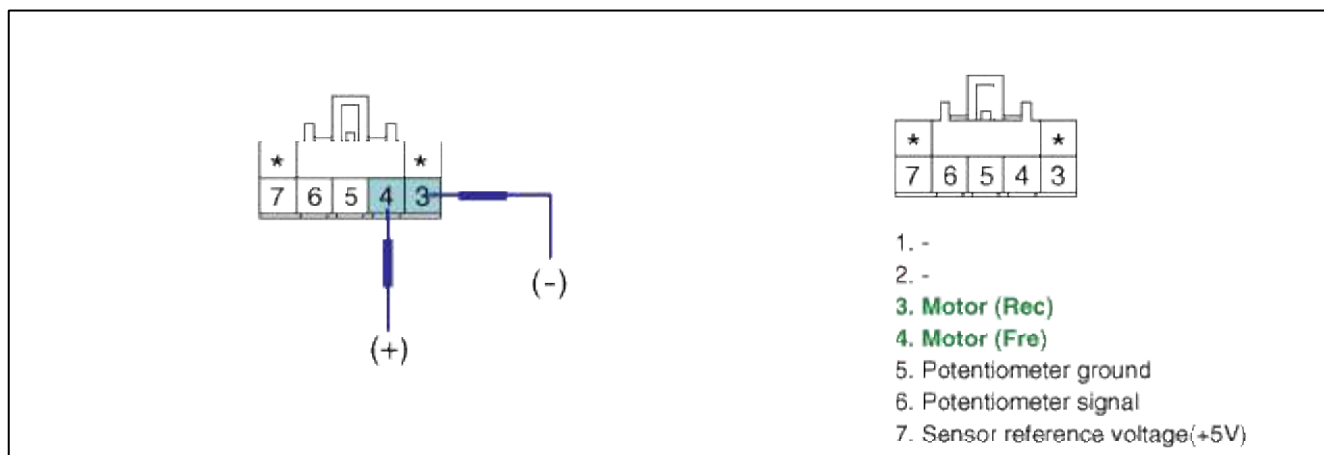 * *
7 6 5 4 3
(-)
(+)
* *
7 6 5 4 3
1. -
2. -
3. Motor (Rec)
4. Motor (Fre)
5. Potentiometer ground
6. Potentiometer signal
7. Sensor reference voltage(+5V)